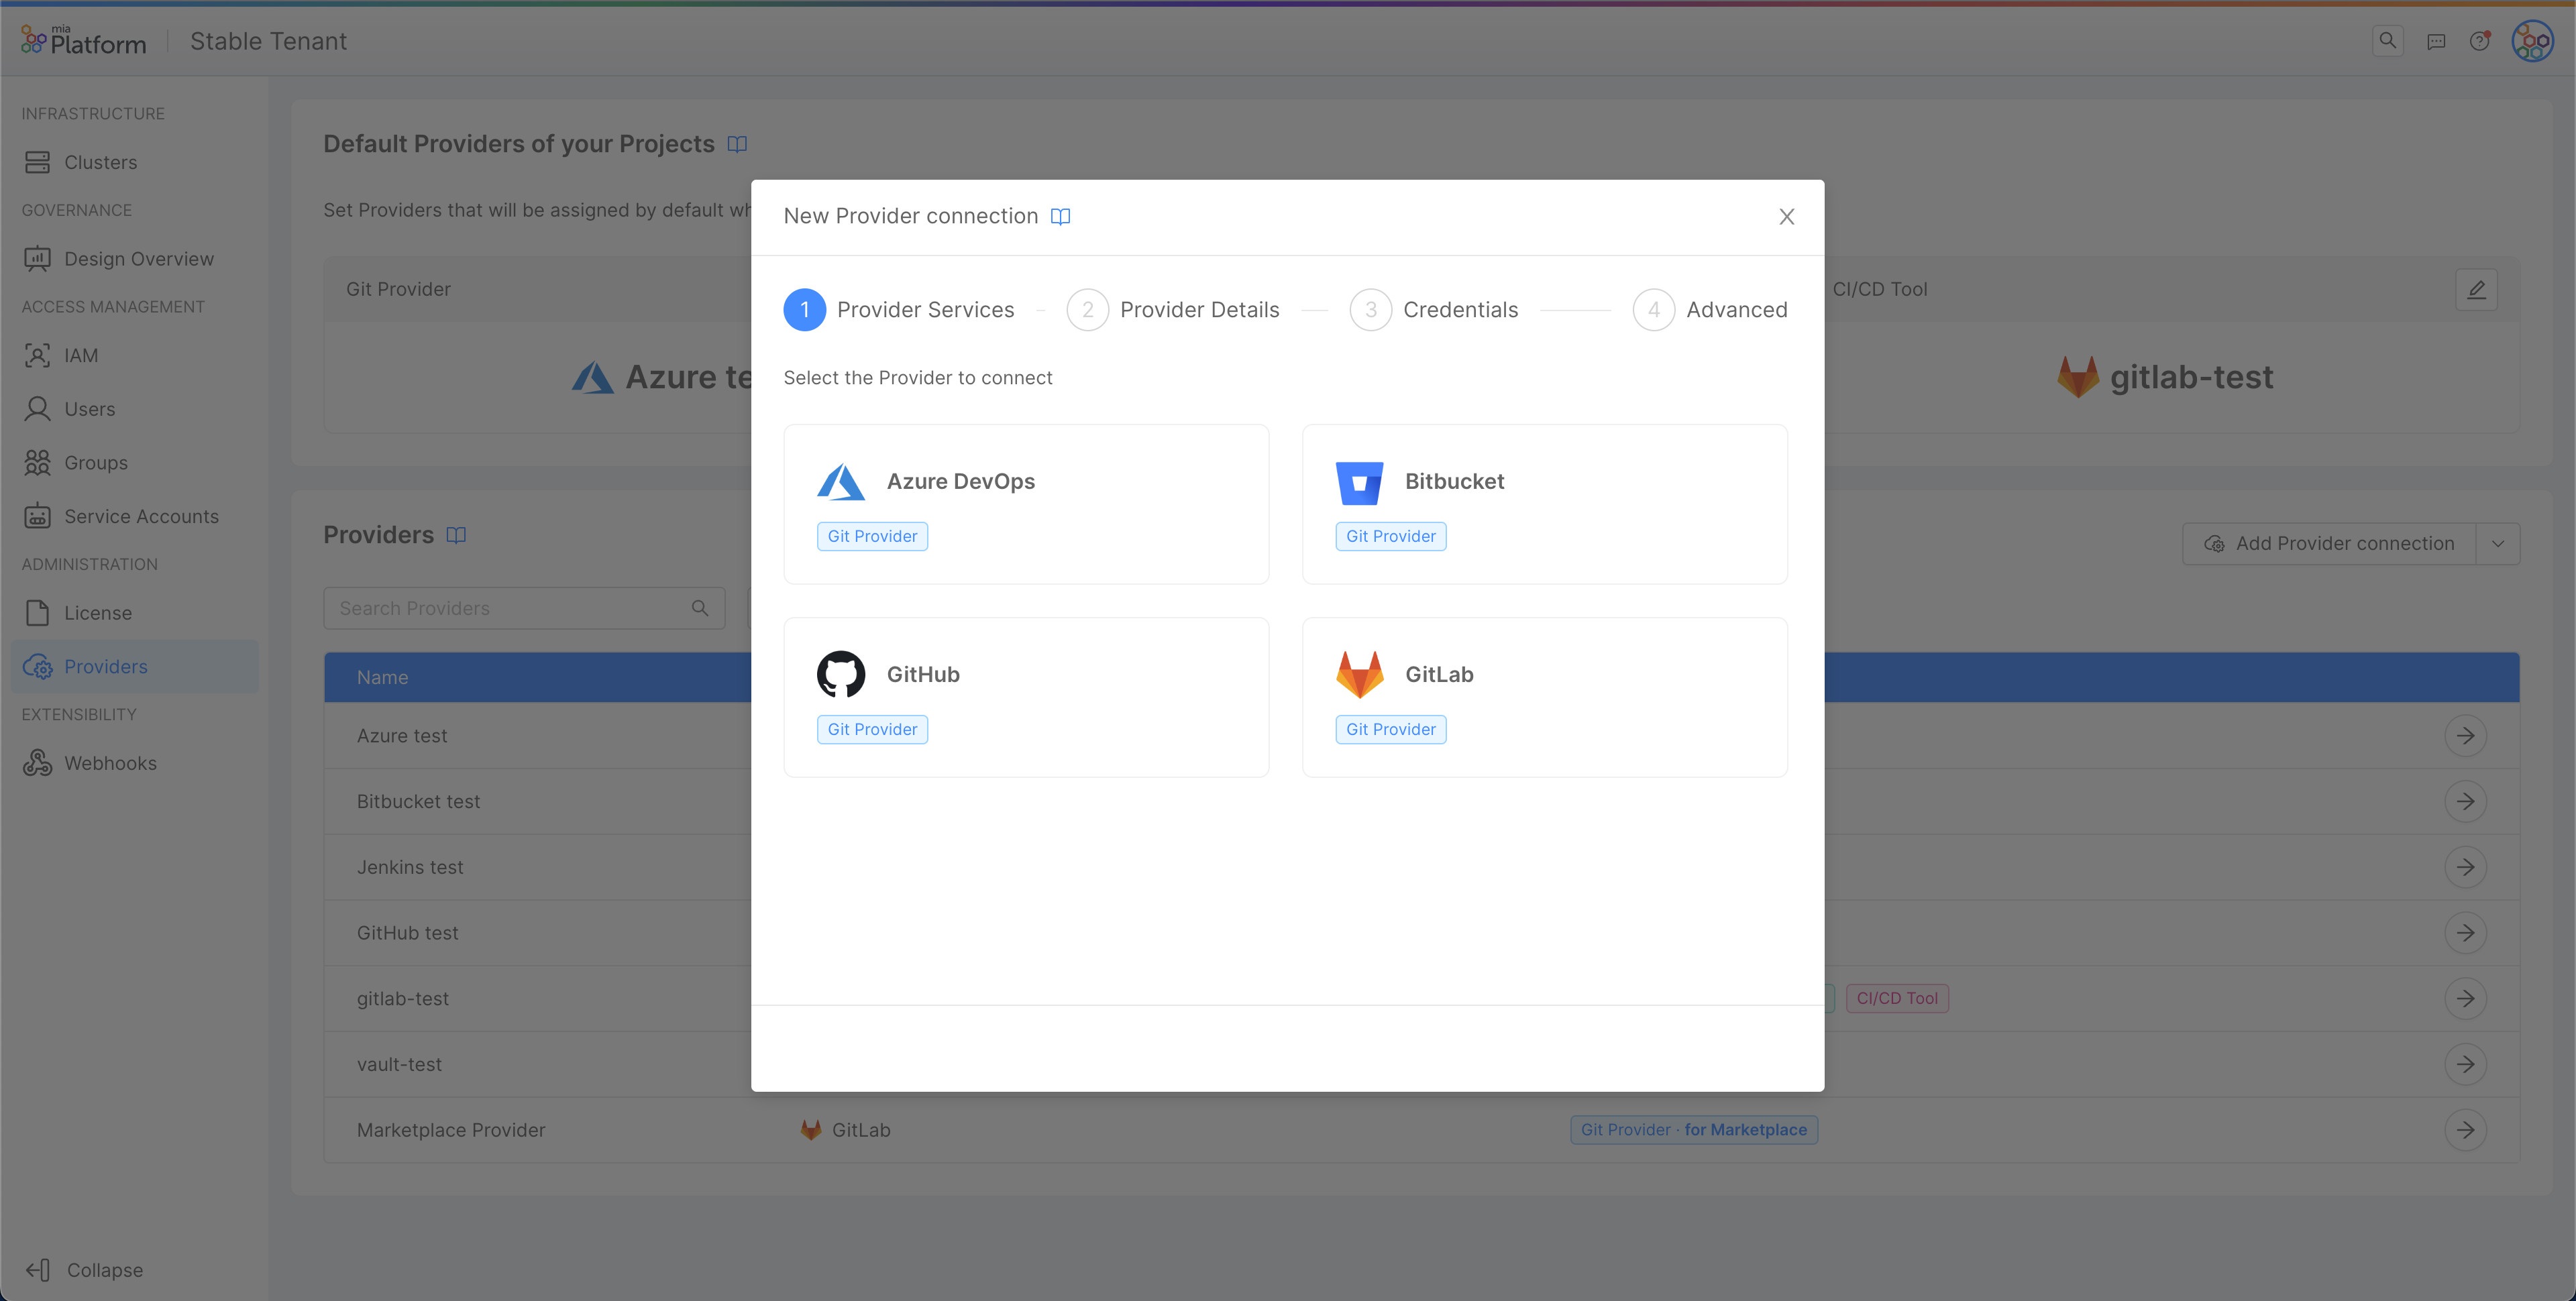 mia
Platform
Stable Tenant
INFRASTRUCTURE
Clusters
GOVERNANCE
Design Overview
ACCESS MANAGEMENT
IAM
Users
Groups
Service Accounts
ADMINISTRATION
License
Providers
EXTENSIBILITY
Webhooks
Collapse
Default Providers of your Projects
Set Providers that will be assigned by default
Git Provider
Azure
CI/CD Tool
gitlab-test
Providers
Add Provider connection
Search Providers
Name
Azure test
Bitbucket test
Jenkins test
GitHub test
gitlab-test
CI/CD Tool
vault-test
Marketplace Provider
GitLab
Git Provider · for Marketplace
New Provider connection
1 Provider Services
2 Provider Details
3 Credentials
4 Advanced
Select the Provider to connect
Azure DevOps
Git Provider
Bitbucket
Git Provider
GitHub
Git Provider
GitLab
Git Provider